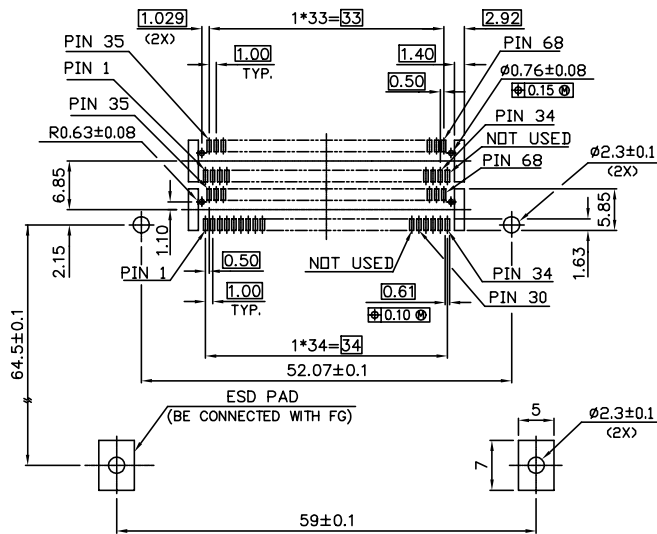 1.029
(2X)
1*33=33
2.92
PIN 35
PIN 1
1.00
TYP.
1.40
PIN 68
Ø0.76±0.08
⌖ 0.15 Ⓜ
0.50
PIN 35
R0.63±0.08
PIN 34
NOT USED
PIN 68
Ø2.3±0.1
(2X)
6.85
5.85
1.10
2.15
1.63
PIN 1
0.50
NOT USED
PIN 34
1.00
TYP.
0.61
⌖ 0.10 Ⓜ
PIN 30
1*34=34
64.5±0.1
52.07±0.1
ESD PAD
(BE CONNECTED WITH FG)
5
Ø2.3±0.1
(2X)
7
59±0.1